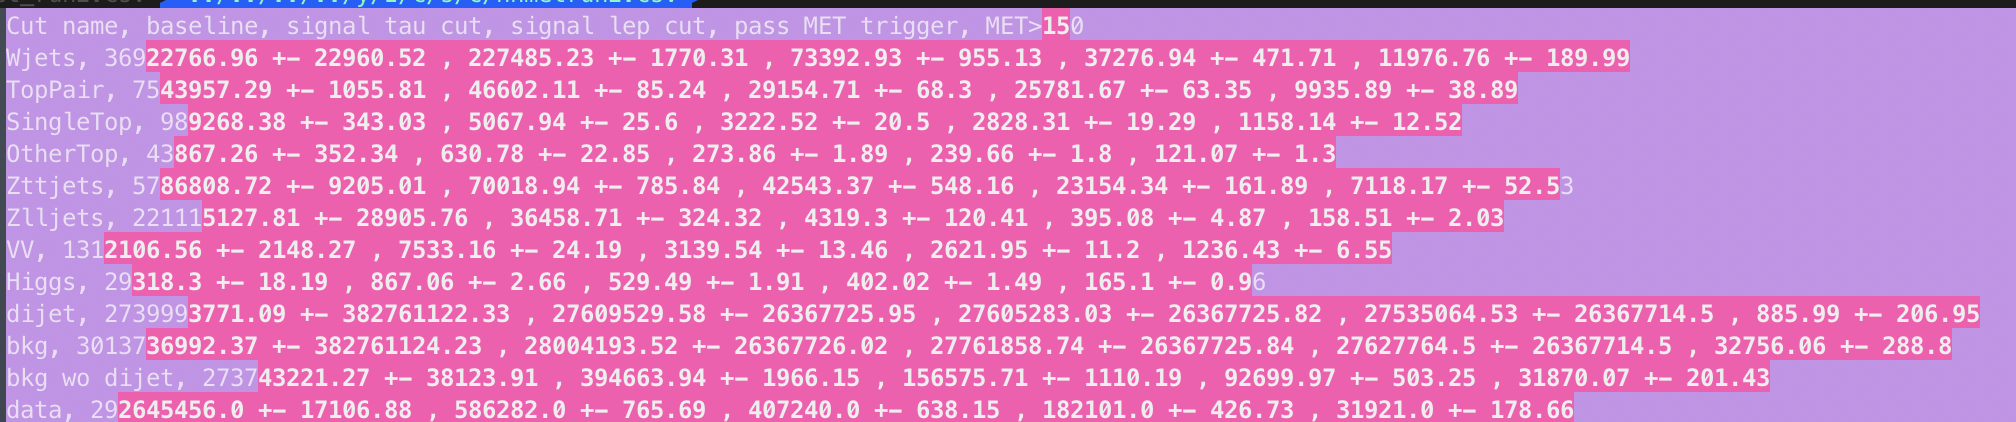 Cut name, baseline, signal tau cut, signal lep cut, pass MET trigger, MET>150
Wjets, 36922766.96 +− 22960.52 , 227485.23 +− 1770.31 , 73392.93 +− 955.13 , 37276.94 +− 471.71 , 11976.76 +− 189.99
TopPair, 7543957.29 +− 1055.81 , 46602.11 +− 85.24 , 29154.71 +− 68.3 , 25781.67 +− 63.35 , 9935.89 +− 38.89
SingleTop, 989268.38 +− 343.03 , 5067.94 +− 25.6 , 3222.52 +− 20.5 , 2828.31 +− 19.29 , 1158.14 +− 12.52
OtherTop, 43867.26 +− 352.34 , 630.78 +− 22.85 , 273.86 +− 1.89 , 239.66 +− 1.8 , 121.07 +− 1.3
Zttjets, 5786808.72 +− 9205.01 , 70018.94 +− 785.84 , 42543.37 +− 548.16 , 23154.34 +− 161.89 , 7118.17 +− 52.53
Zlljets, 221115127.81 +− 28905.76 , 36458.71 +− 324.32 , 4319.3 +− 120.41 , 395.08 +− 4.87 , 158.51 +− 2.03
VV, 1312106.56 +− 2148.27 , 7533.16 +− 24.19 , 3139.54 +− 13.46 , 2621.95 +− 11.2 , 1236.43 +− 6.55
Higgs, 29318.3 +− 18.19 , 867.06 +− 2.66 , 529.49 +− 1.91 , 402.02 +− 1.49 , 165.1 +− 0.96
dijet, 2739993771.09 +− 382761122.33 , 27609529.58 +− 26367725.95 , 27605283.03 +− 26367725.82 , 27535064.53 +− 26367714.5 , 885.99 +− 206.95
bkg, 3013736992.37 +− 382761124.23 , 28004193.52 +− 26367726.02 , 27761858.74 +− 26367725.84 , 27627764.5 +− 26367714.5 , 32756.06 +− 288.8
bkg wo dijet, 273743221.27 +− 38123.91 , 394663.94 +− 1966.15 , 156575.71 +− 1110.19 , 92699.97 +− 503.25 , 31870.07 +− 201.43
data, 292645456.0 +− 17106.88 , 586282.0 +− 765.69 , 407240.0 +− 638.15 , 182101.0 +− 426.73 , 31921.0 +− 178.66